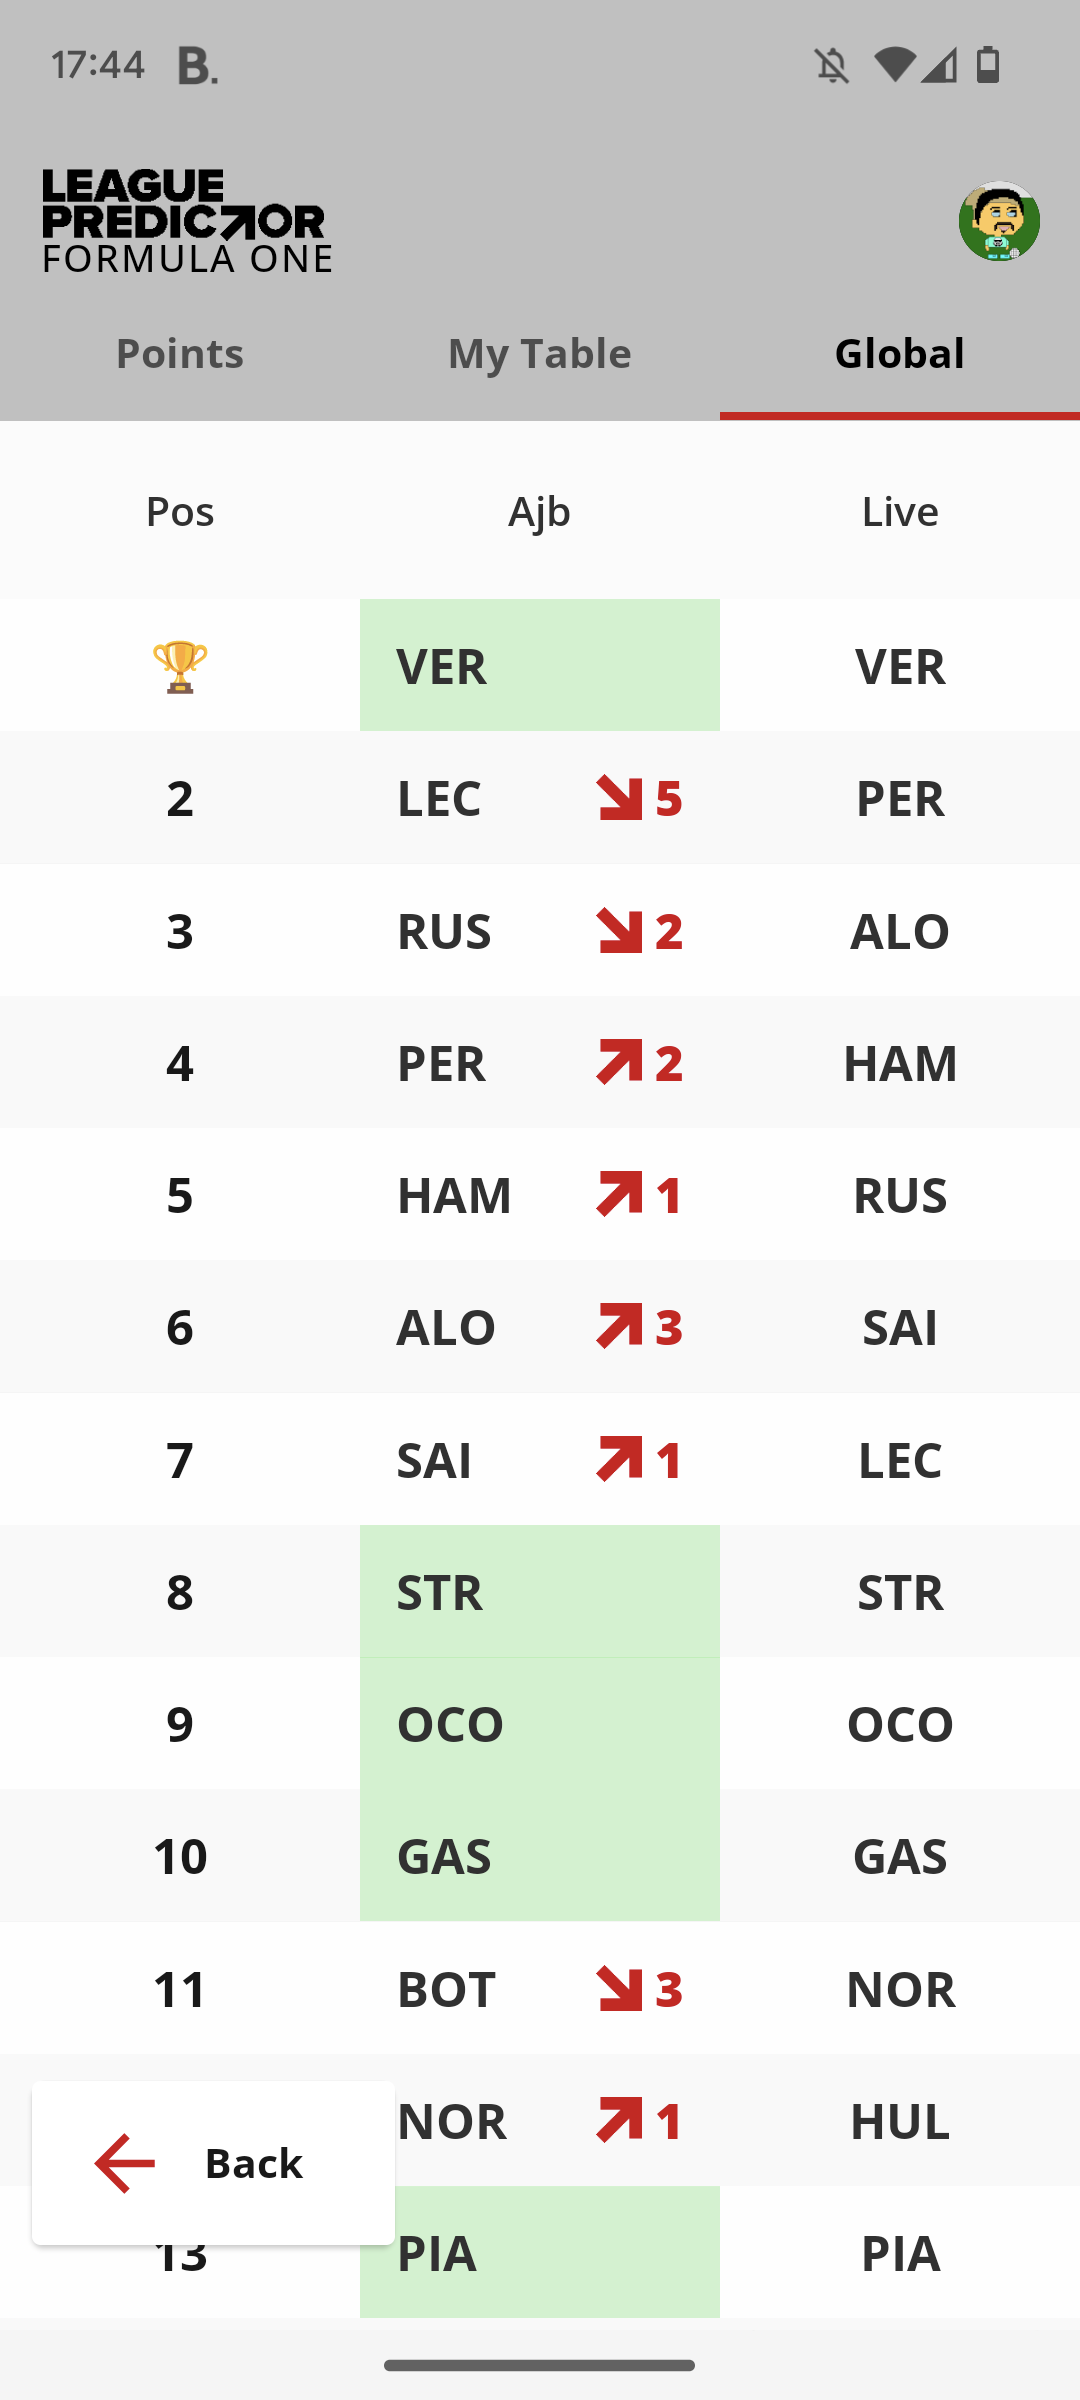 17:44 B.
LEAGUE
PREDICTOR
FORMULA ONE
Points My Table Global
Pos Ajb Live
VER VER
2 LEC 5 PER
3 RUS 2 ALO
4 PER 2 HAM
5 HAM 1 RUS
6 ALO 3 SAI
7 SAI 1 LEC
8 STR STR
9 OCO OCO
10 GAS GAS
11 BOT 3 NOR
NOR 1 HUL
Back
13 PIA PIA